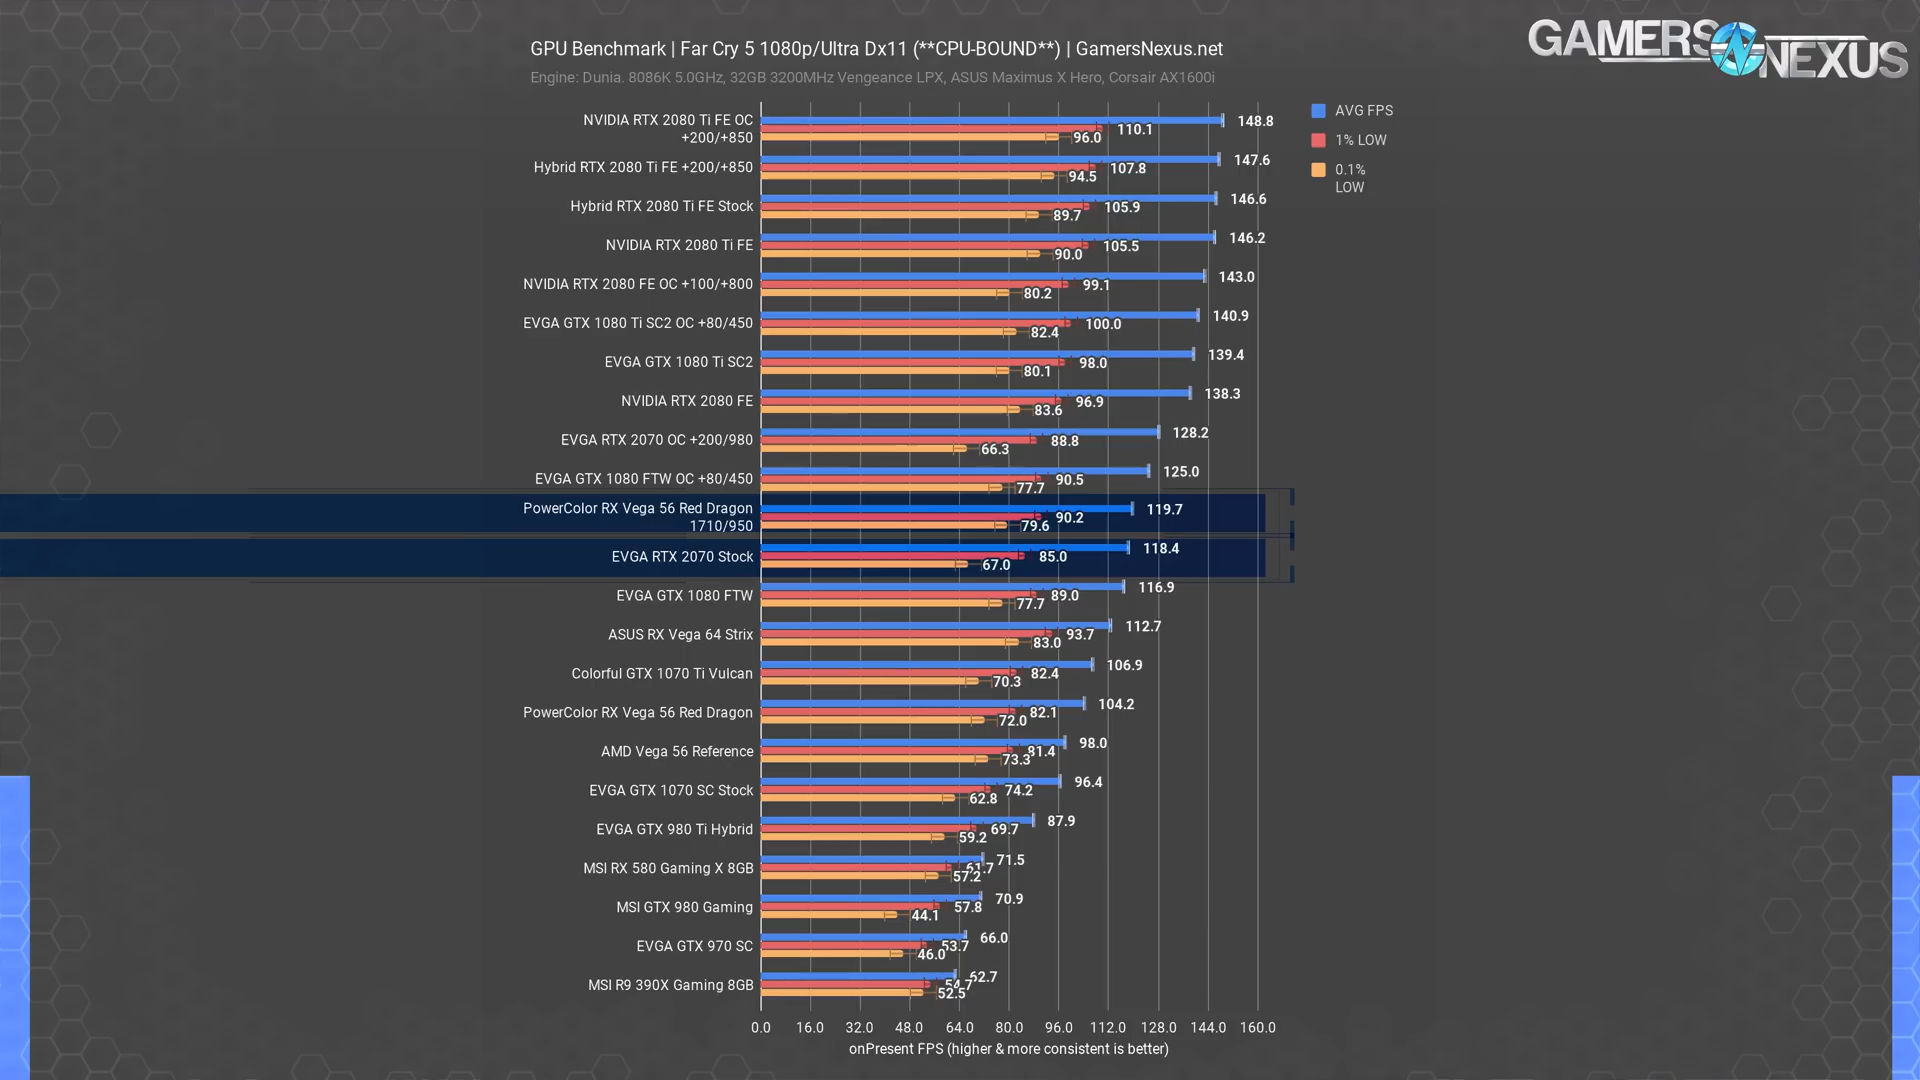 GAMERS NEXUS
GPU Benchmark | Far Cry 5 1080p/Ultra Dx11 (**CPU-BOUND**) | GamersNexus.net
Engine: Dunia. 8086K 5.0GHz, 32GB 3200MHz Vengeance LPX, ASUS Maximus X Hero, Corsair AX1600i
AVG FPS
1% LOW
0.1%
LOW
NVIDIA RTX 2080 Ti FE OC
+200/+850
148.8
110.1
96.0
Hybrid RTX 2080 Ti FE +200/+850
147.6
107.8
94.5
Hybrid RTX 2080 Ti FE Stock
146.6
105.9
89.7
NVIDIA RTX 2080 Ti FE
146.2
105.5
90.0
NVIDIA RTX 2080 FE OC +100/+800
143.0
99.1
80.2
EVGA GTX 1080 Ti SC2 OC +80/450
140.9
100.0
82.4
EVGA GTX 1080 Ti SC2
139.4
98.0
80.1
NVIDIA RTX 2080 FE
138.3
96.9
83.6
EVGA RTX 2070 OC +200/980
128.2
88.8
66.3
EVGA GTX 1080 FTW OC +80/450
125.0
90.5
77.7
PowerColor RX Vega 56 Red Dragon
1710/950
119.7
90.2
79.6
EVGA RTX 2070 Stock
118.4
85.0
67.0
EVGA GTX 1080 FTW
116.9
89.0
77.7
ASUS RX Vega 64 Strix
112.7
93.7
83.0
Colorful GTX 1070 Ti Vulcan
106.9
82.4
70.3
PowerColor RX Vega 56 Red Dragon
104.2
82.1
72.0
AMD Vega 56 Reference
98.0
81.4
73.3
EVGA GTX 1070 SC Stock
96.4
74.2
62.8
EVGA GTX 980 Ti Hybrid
87.9
69.7
59.2
MSI RX 580 Gaming X 8GB
71.5
61.7
57.2
MSI GTX 980 Gaming
70.9
57.8
44.1
EVGA GTX 970 SC
66.0
53.7
46.0
MSI R9 390X Gaming 8GB
62.7
54.7
52.5
0.0 16.0 32.0 48.0 64.0 80.0 96.0 112.0 128.0 144.0 160.0
onPresent FPS (higher & more consistent is better)